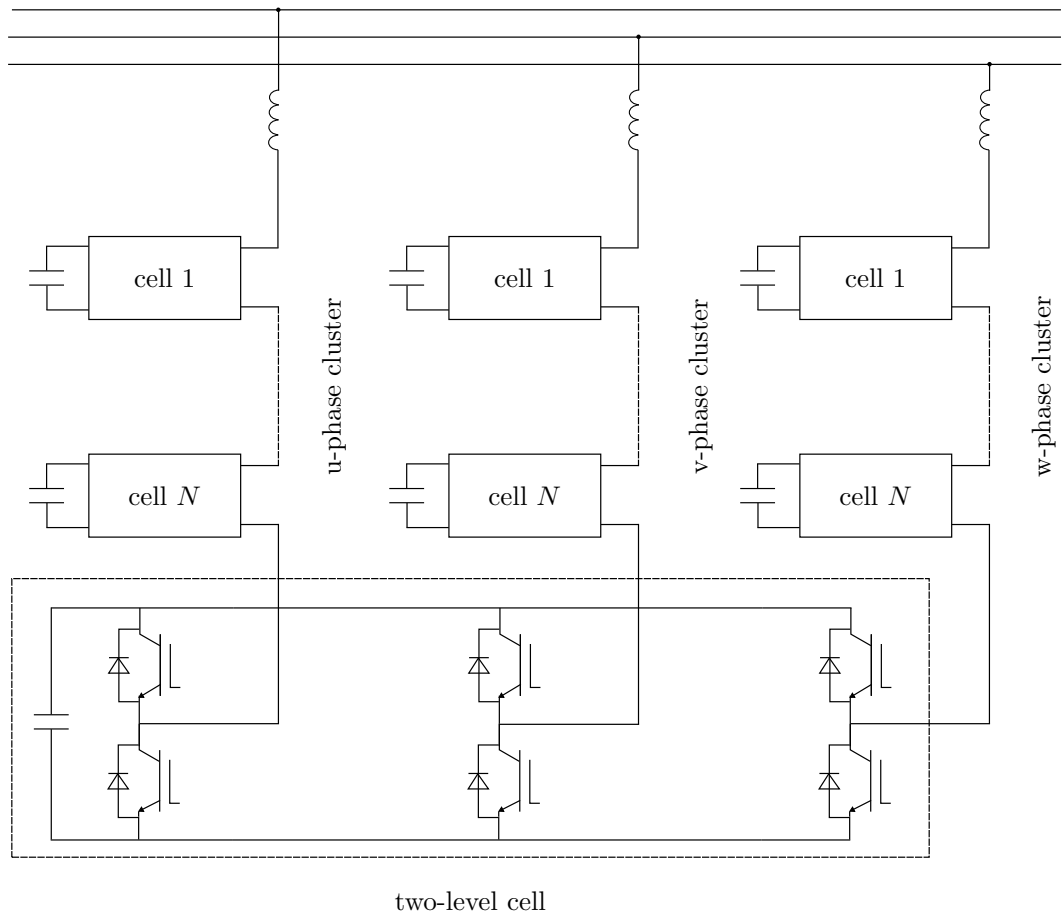 cell 1
cell 1
cell 1
u-phase cluster
v-phase cluster
w-phase cluster
cell N
cell N
cell N
two-level cell